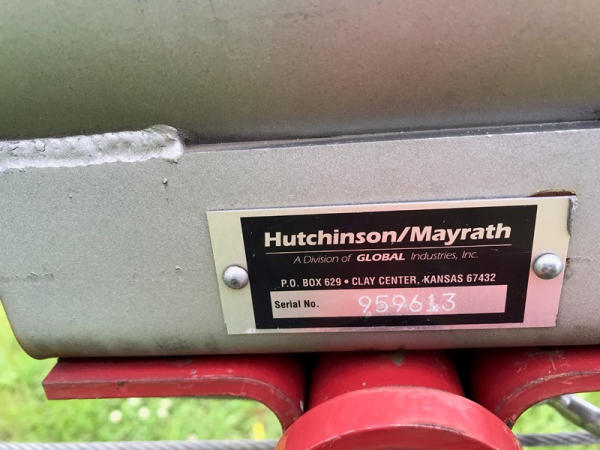 Hutchinson/Mayrath
A Division of GLOBAL Industries, Inc.
P.O. BOX 629 • CLAY CENTER, KANSAS 67432
Serial No. 959613